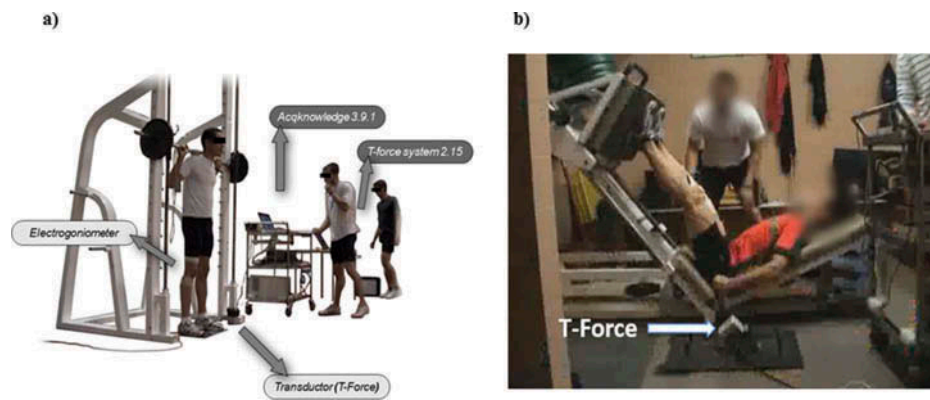 a)
b)
Acqknowledge 3.9.1
T-force system 2.15
Electrogoniometer
T-Force
Transductor (T-Force)